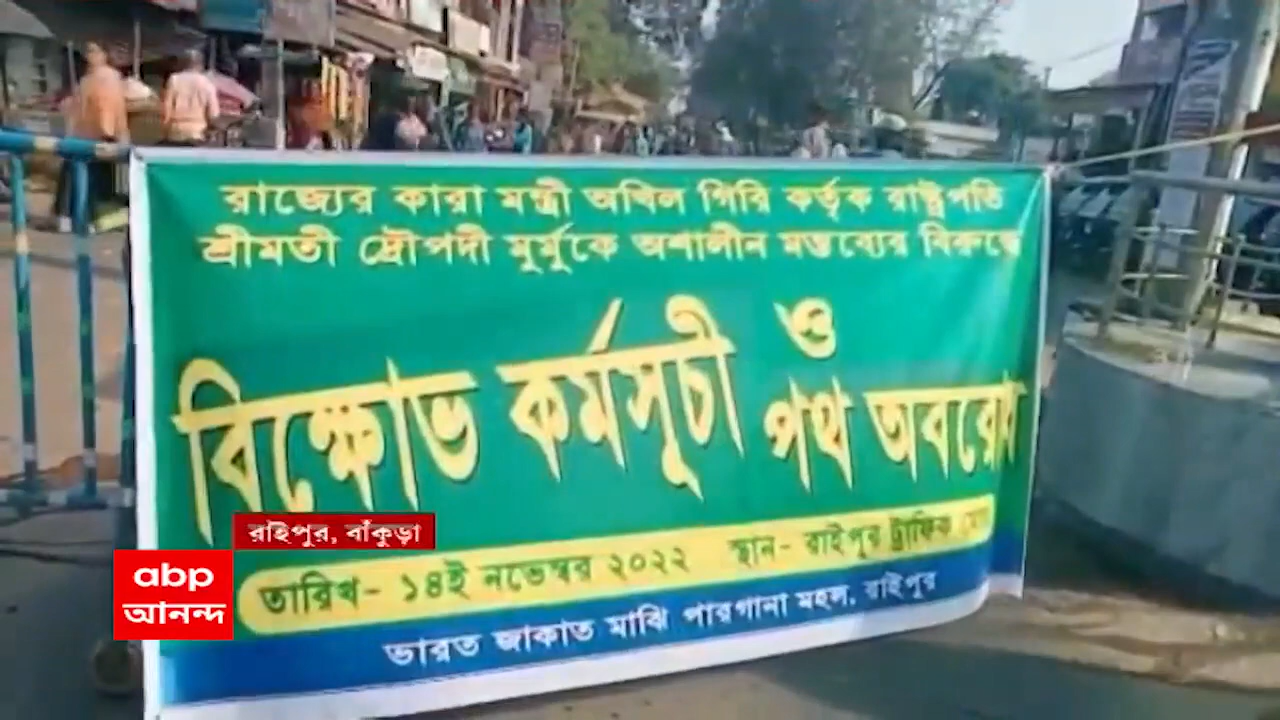 রাজ্যের কারা মন্ত্রী অখিল গিরি কর্তৃক রাষ্ট্রপতি
শ্রীমতী দ্রৌপদী মুর্মুকে অশালীন মন্তব্যের বিরুদ্ধে
বিক্ষোভ কর্মসূচী ও পথ অবরোধ
রাইপুর, বাঁকুড়া
তারিখ- ১৪ই নভেম্বর ২০২২ স্থান- রাইপুর ট্রাফিক
ভারত জাকাত মাঝি পারগানা মহল, রাইপুর
abp
আনন্দ